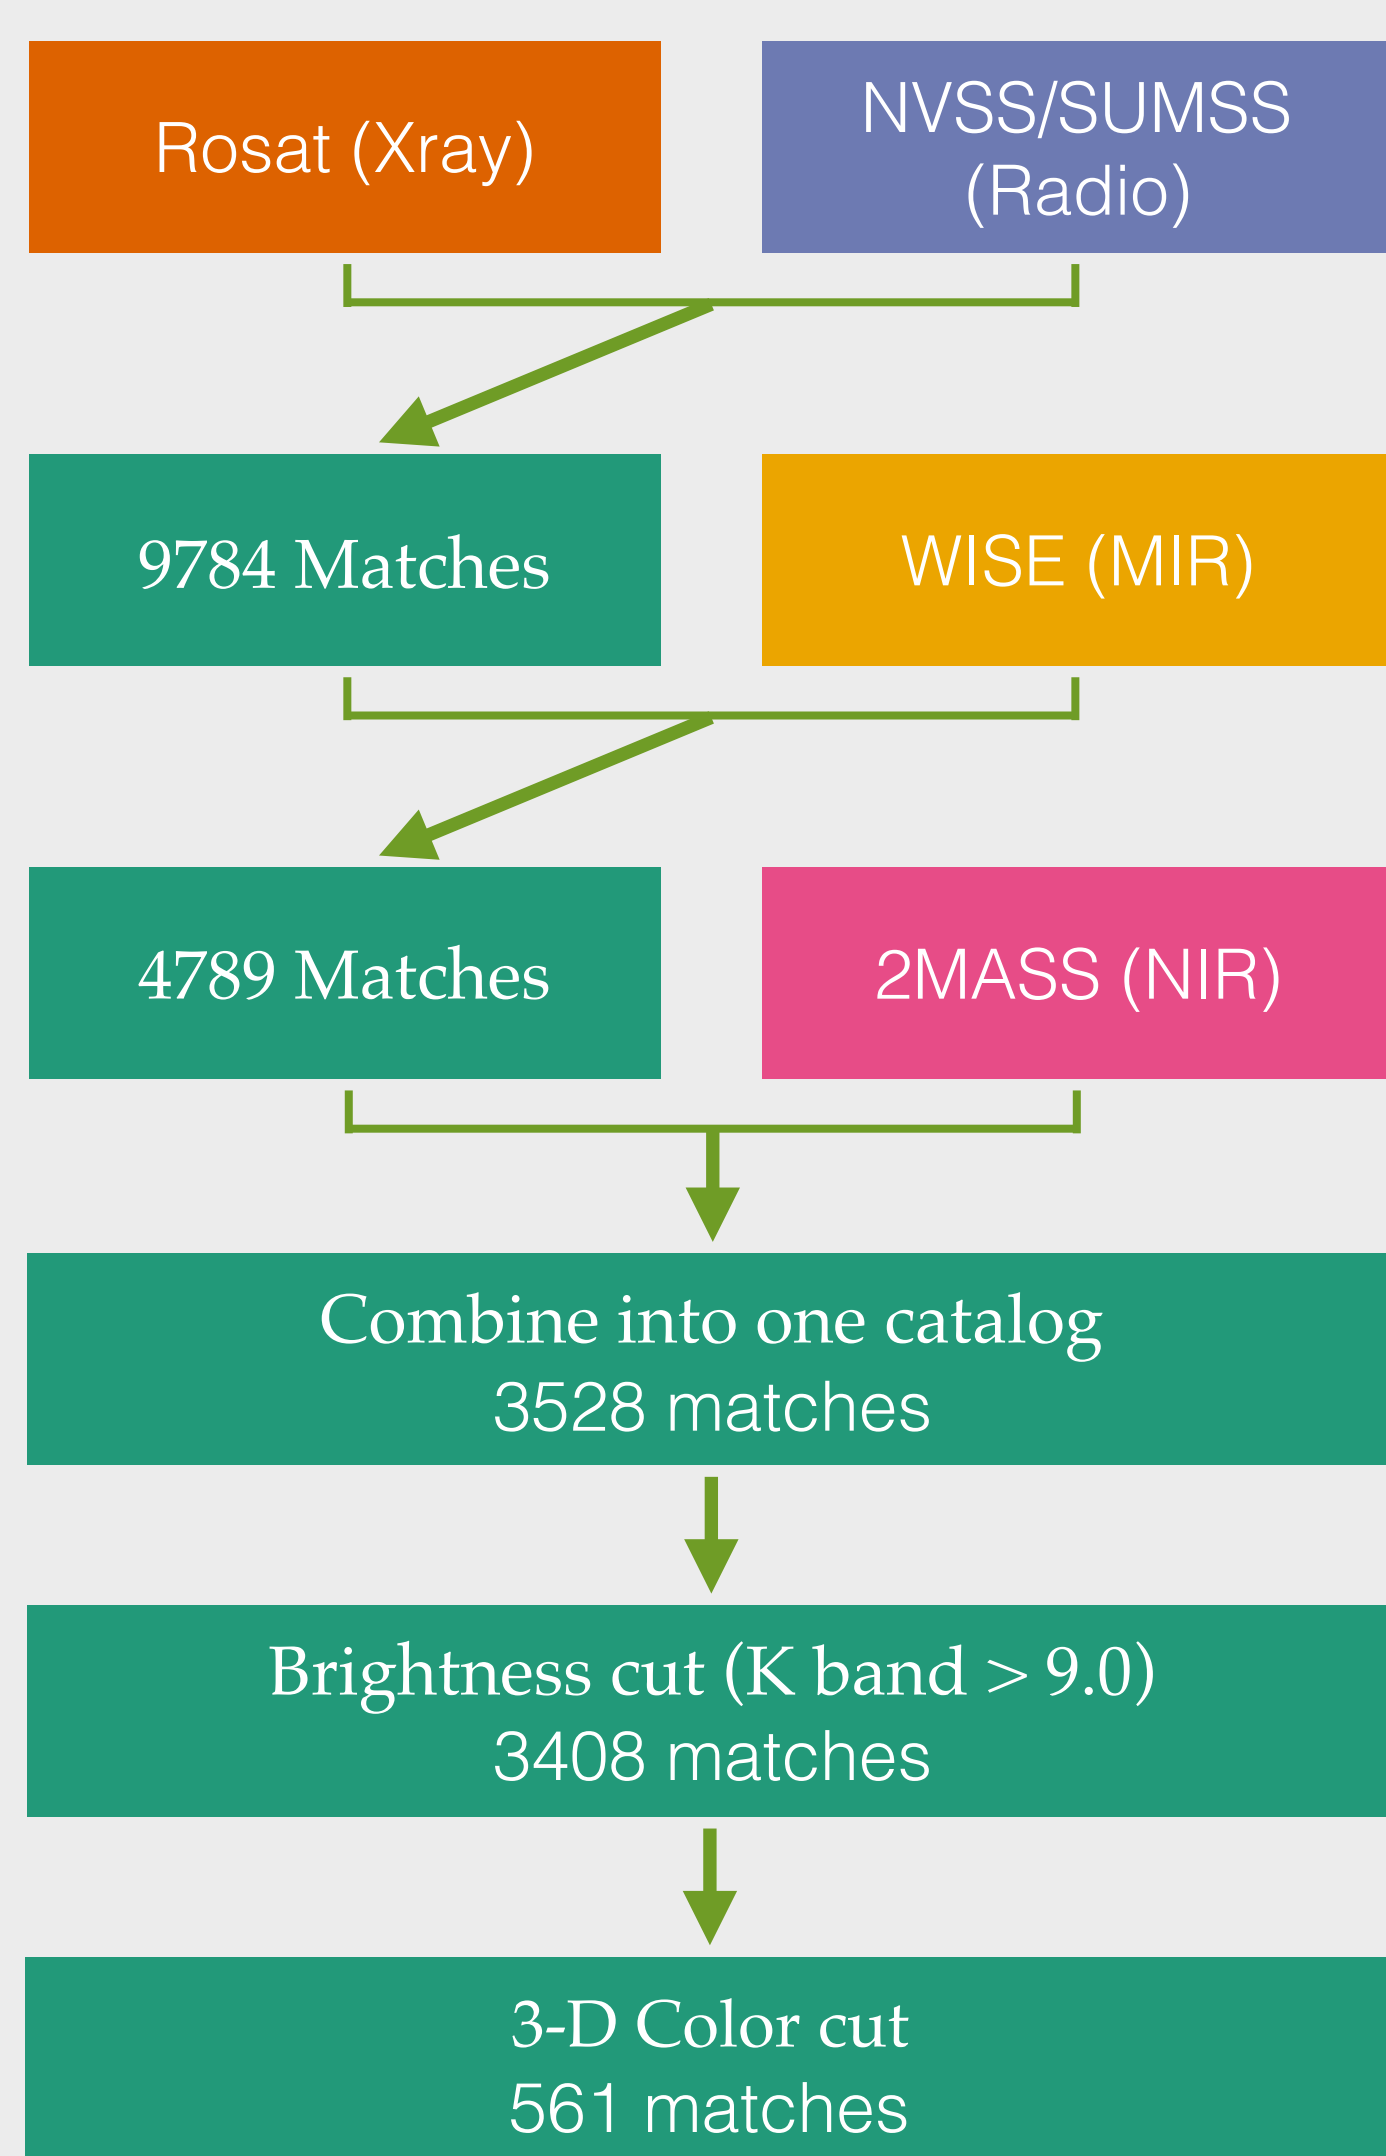 Rosat (Xray)
NVSS/SUMSS
(Radio)
9784 Matches
WISE (MIR)
4789 Matches
2MASS (NIR)
Combine into one catalog
3528 matches
Brightness cut (K band > 9.0)
3408 matches
3-D Color cut
561 matches